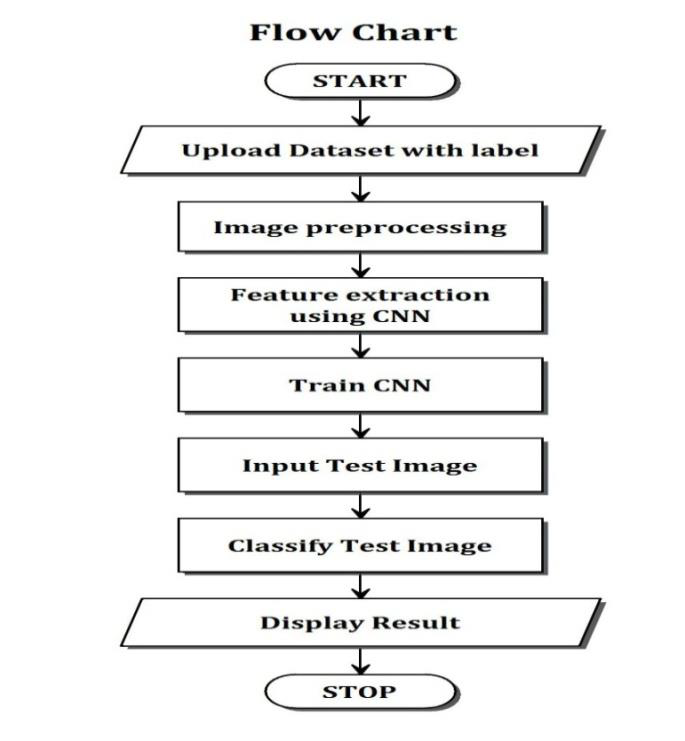 Flow Chart
START
Upload Dataset with label
Image preprocessing
Feature extraction
using CNN
Train CNN
Input Test Image
Classify Test Image
Display Result
STOP